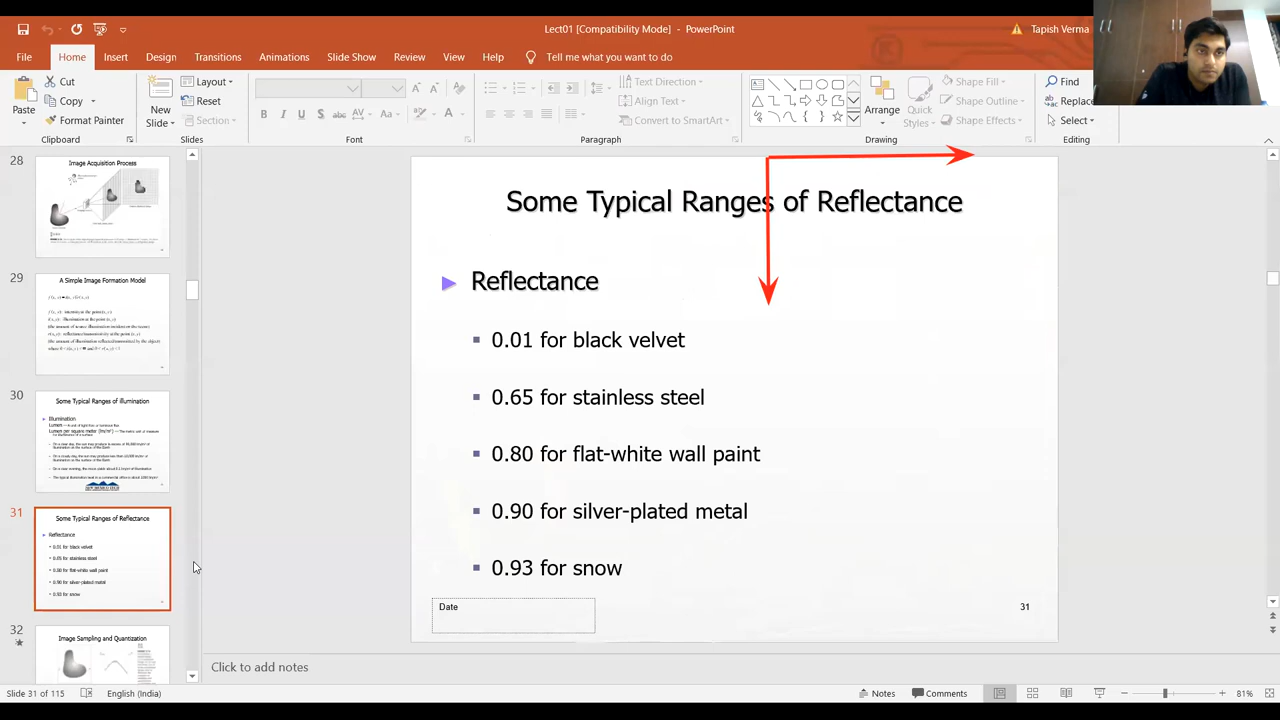 Lect01 [Compatibility Mode] - PowerPoint
Tapish Verma
File Home Insert Design Transitions Animations Slide Show Review View Help Tell me what you want to do
Paste
Cut
Copy
Format Painter
Clipboard
New
Slide
Layout
Reset
Section
Slides
Font
Text Direction
Align Text
Convert to SmartArt
Paragraph
Arrange
Quick
Styles
Shape Fill
Shape Outline
Shape Effects
Drawing
Find
Replace
Select
Editing
28
Image Acquisition Process
29
A Simple Image Formation Model
30
Some Typical Ranges of illumination
Illumination
31
Some Typical Ranges of Reflectance
Reflectance
0.01 for black velvet
0.65 for stainless steel
0.80 for flat-white wall paint
0.90 for silver-plated metal
0.93 for snow
32
Image Sampling and Quantization
Some Typical Ranges of Reflectance
Reflectance
0.01 for black velvet
0.65 for stainless steel
0.80 for flat-white wall paint
0.90 for silver-plated metal
0.93 for snow
Date
31
Click to add notes
Slide 31 of 115 English (India) Notes Comments 81%